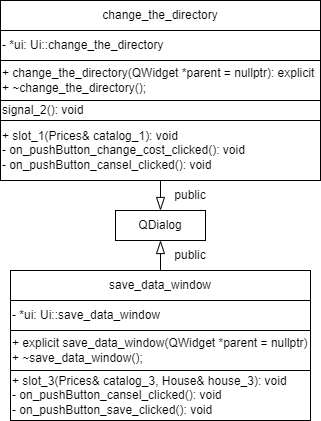 change_the_directory
- *ui: Ui::change_the_directory
+ change_the_directory(QWidget *parent = nullptr): explicit
+ ~change_the_directory();
signal_2(): void
+ slot_1(Prices& catalog_1): void
- on_pushButton_change_cost_clicked(): void
- on_pushButton_cansel_clicked(): void
public
QDialog
public
save_data_window
- *ui: Ui::save_data_window
+ explicit save_data_window(QWidget *parent = nullptr)
+ ~save_data_window();
+ slot_3(Prices& catalog_3, House& house_3): void
- on_pushButton_cansel_clicked(): void
- on_pushButton_save_clicked(): void